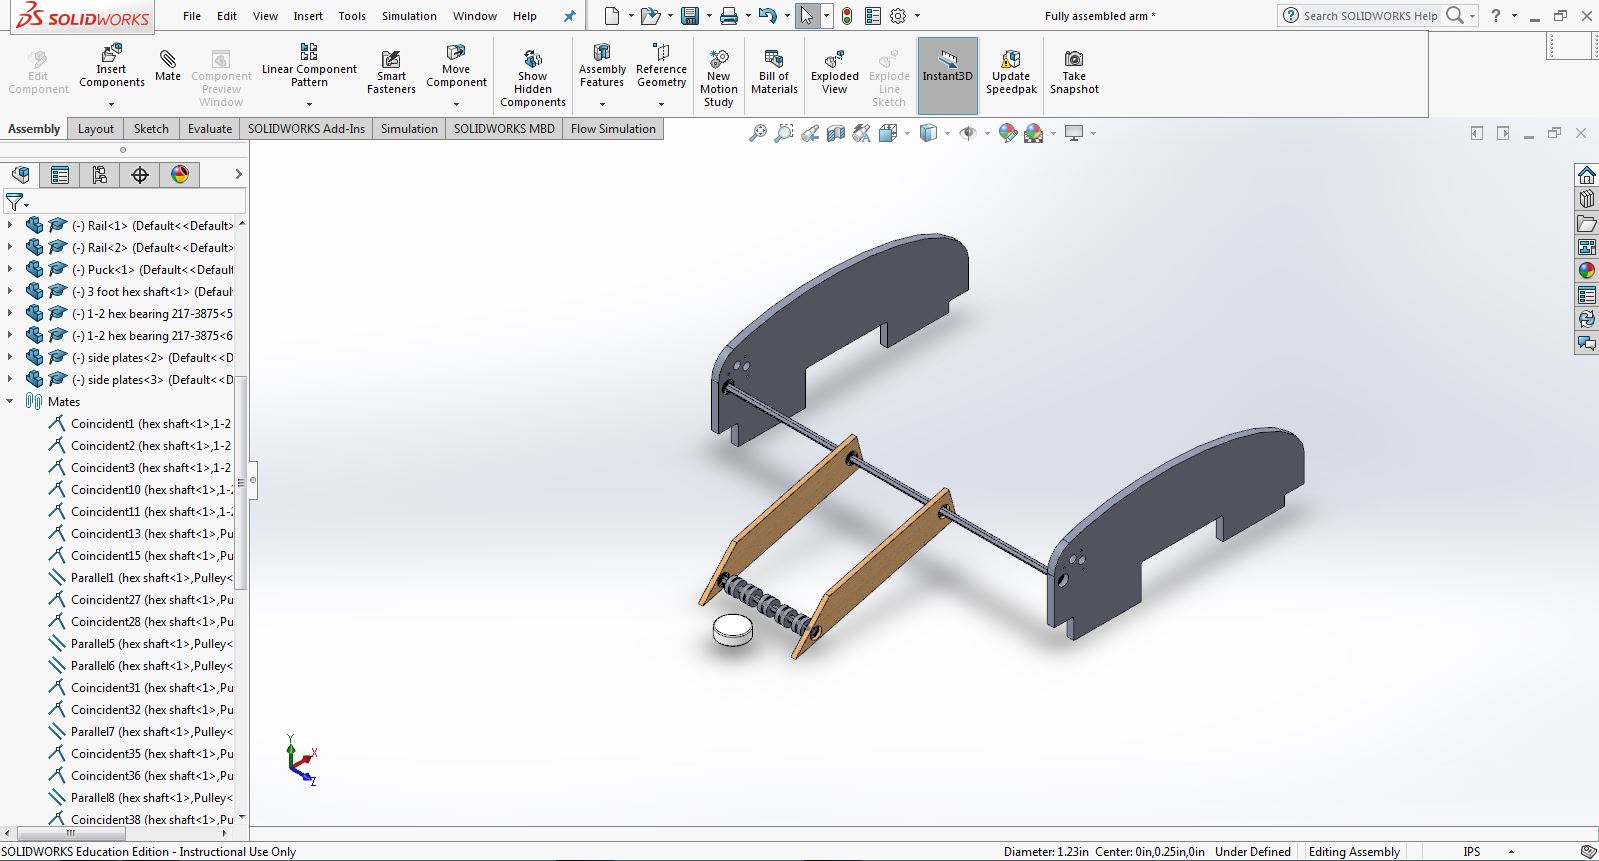 SOLIDWORKS File Edit View Insert Tools Simulation Window Help Fully assembled arm * Search SOLIDWORKS Help ?
Edit Component
Insert Components
Mate
Component Preview Window
Linear Component Pattern
Smart Fasteners
Move Component
Show Hidden Components
Assembly Features
Reference Geometry
New Motion Study
Bill of Materials
Exploded View
Explode Line Sketch
Instant3D
Update Speedpak
Take Snapshot
Assembly Layout Sketch Evaluate SOLIDWORKS Add-Ins Simulation SOLIDWORKS MBD Flow Simulation
(-) Rail<1> (Default<<Default>
(-) Rail<2> (Default<<Default>
(-) Puck<1> (Default<<Default
(-) 3 foot hex shaft<1> (Defaul
(-) 1-2 hex bearing 217-3875<5
(-) 1-2 hex bearing 217-3875<6
(-) side plates<2> (Default<<D
(-) side plates<3> (Default<<D
Mates
Coincident1 (hex shaft<1>,1-2
Coincident2 (hex shaft<1>,1-2
Coincident3 (hex shaft<1>,1-2
Coincident10 (hex shaft<1>,1-2
Coincident11 (hex shaft<1>,1-2
Coincident13 (hex shaft<1>,Pu
Coincident15 (hex shaft<1>,Pu
Parallel1 (hex shaft<1>,Pulley<
Coincident27 (hex shaft<1>,Pu
Coincident28 (hex shaft<1>,Pu
Parallel5 (hex shaft<1>,Pulley<
Parallel6 (hex shaft<1>,Pulley<
Coincident31 (hex shaft<1>,Pu
Coincident32 (hex shaft<1>,Pu
Parallel7 (hex shaft<1>,Pulley<
Coincident35 (hex shaft<1>,Pu
Coincident36 (hex shaft<1>,Pu
Parallel8 (hex shaft<1>,Pulley<
Coincident38 (hex shaft<1>,Pu
Y
X
Z
SOLIDWORKS Education Edition - Instructional Use Only Diameter: 1.23in Center: 0in,0.25in,0in Under Defined Editing Assembly IPS